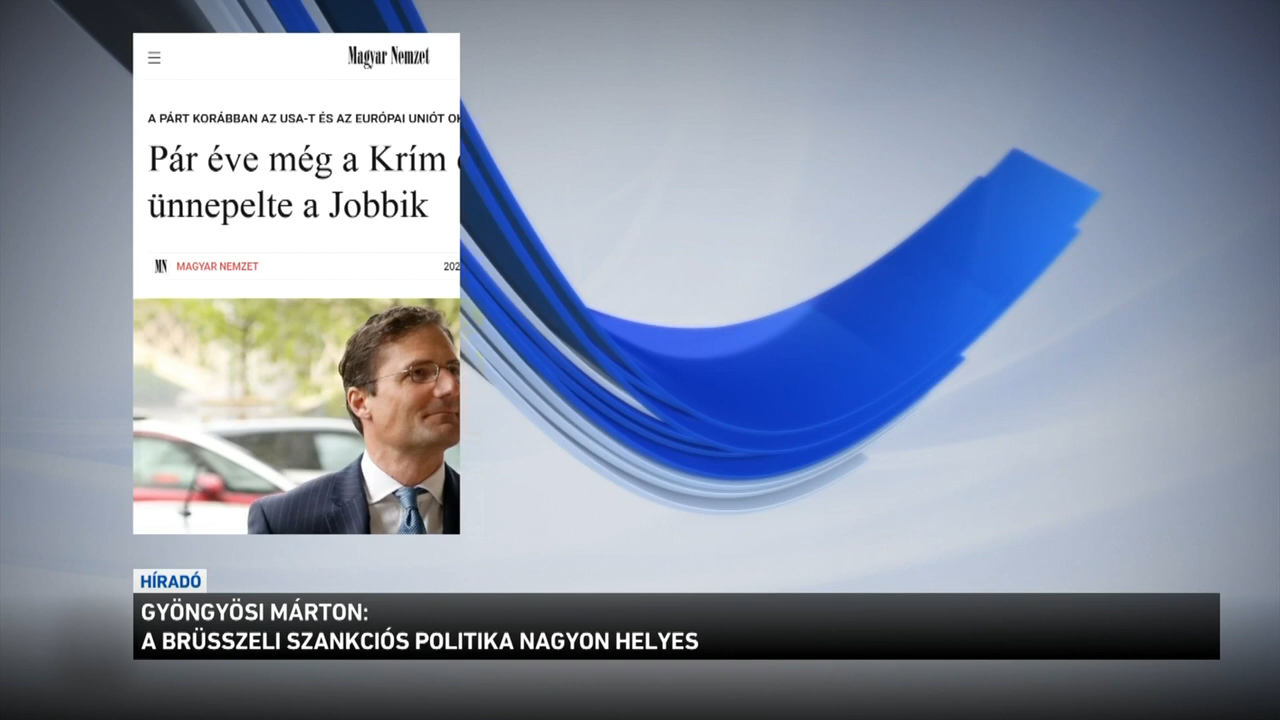 Magyar Nemzet
A PÁRT KORÁBBAN AZ USA-T ÉS AZ EURÓPAI UNIÓT
Pár éve még a Krím
ünnepelte a Jobbik
MN MAGYAR NEMZET
HÍRADÓ
GYÖNGYÖSI MÁRTON:
A BRÜSSZELI SZANKCIÓS POLITIKA NAGYON HELYES